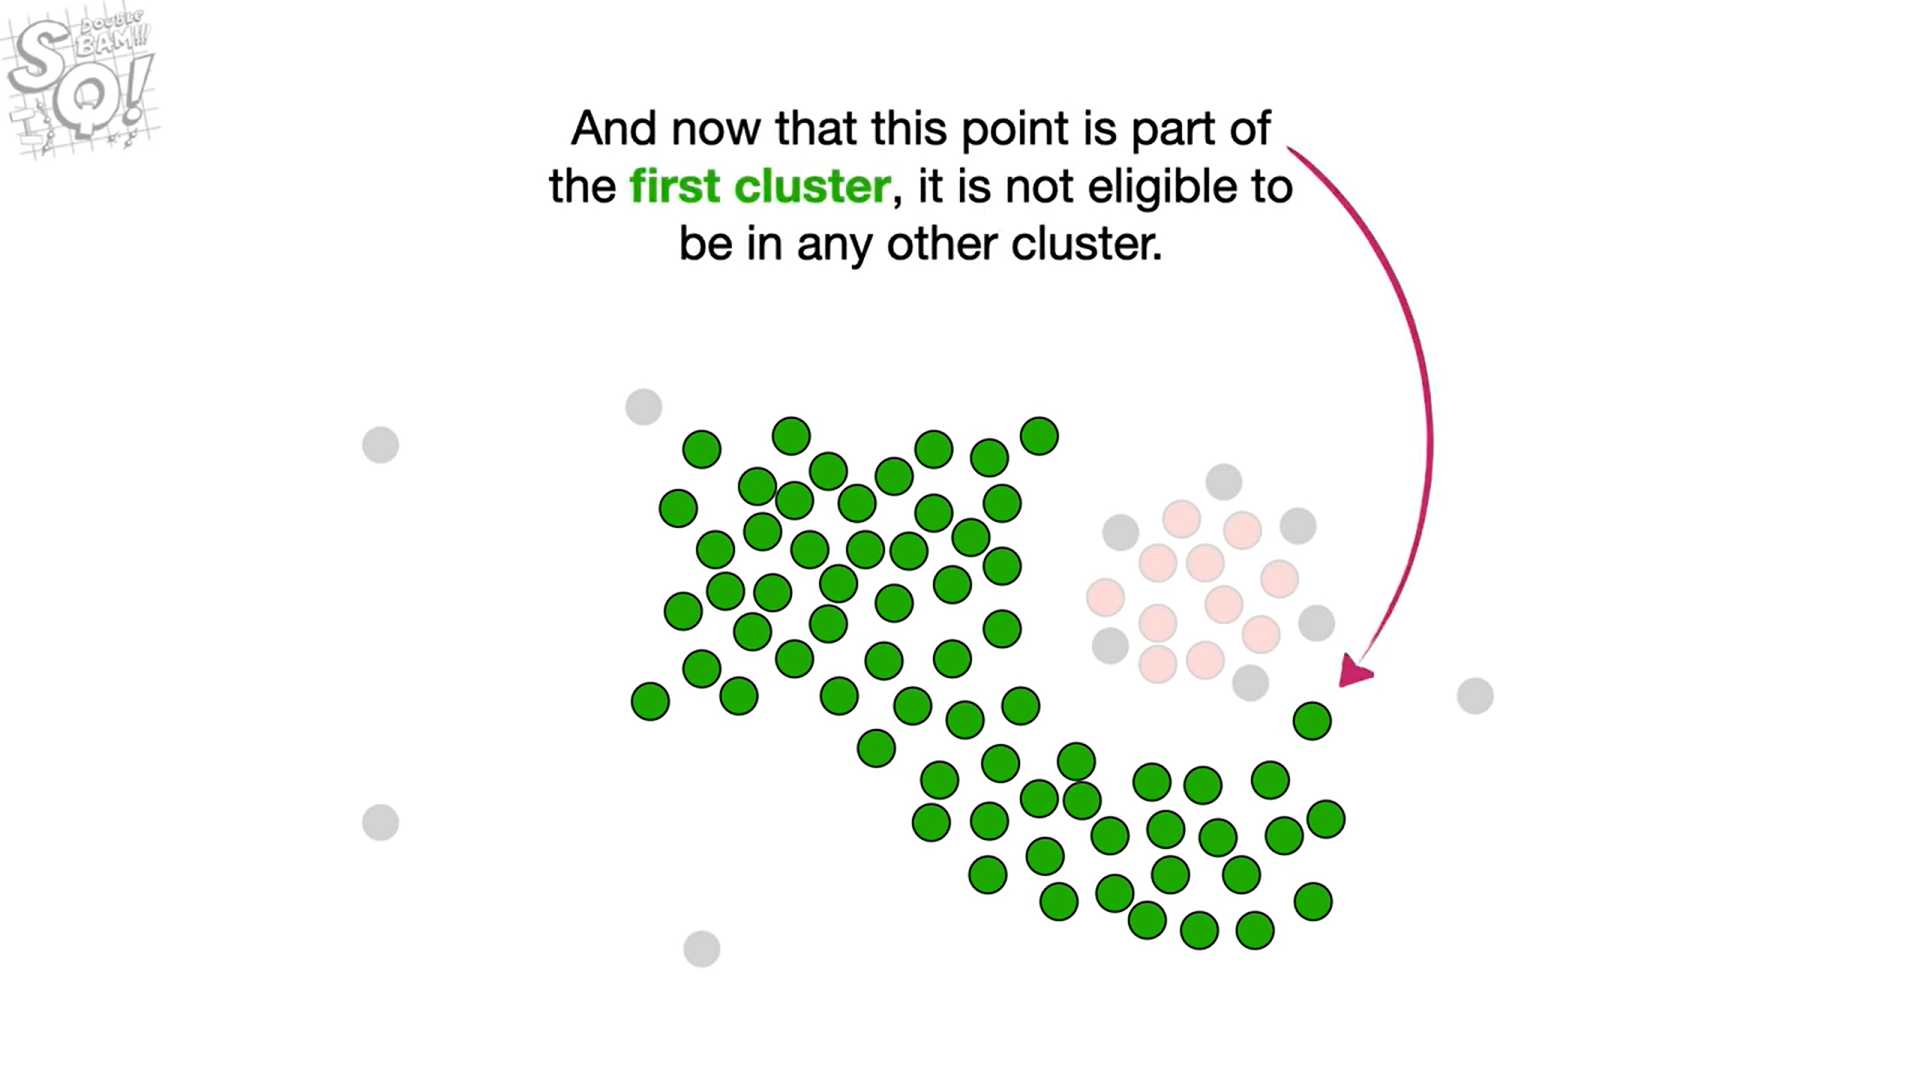 DOUBLE
BAM!!!
SQ!
And now that this point is part of
the first cluster, it is not eligible to
be in any other cluster.